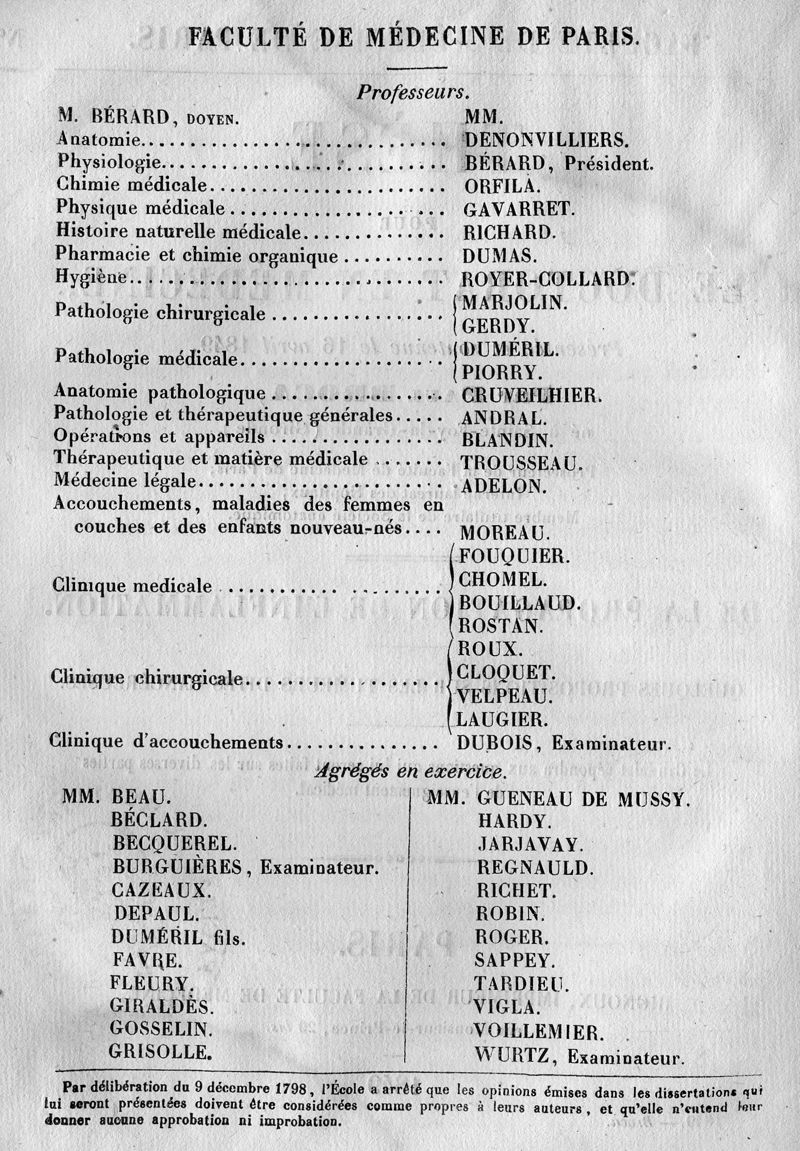 FACULTÉ DE MÉDECINE DE PARIS.
Professeurs.
M. BÉRARD, DOYEN. MM.
Anatomie.............................. DENONVILLIERS.
Physiologie............................ BÉRARD, Président.
Chimie médicale........................ ORFILA.
Physique médicale ...................... GAVARRET.
Histoire naturelle médicale.............. RICHARD.
Pharmacie et chimie organique .......... DUMAS.
Hygiène............................... ROYER-COLLARD.
Pathologie chirurgicale ................ { MARJOLIN.
GERDY.
Pathologie médicale.................... { DUMÉRIL.
PIORRY.
Anatomie pathologique ................ CRUVEILHIER.
Pathologie et thérapeutique générales..... ANDRAL.
Opérations et appareils ................ BLANDIN.
Thérapeutique et matière médicale ....... TROUSSEAU.
Médecine légale........................ ADELON.
Accouchements, maladies des femmes en
couches et des enfants nouveau-nés.... MOREAU.
Clinique medicale .................... { FOUQUIER.
CHOMEL.
BOUILLAUD.
ROSTAN.
Clinique chirurgicale.................. { ROUX.
CLOQUET.
VELPEAU.
LAUGIER.
Clinique d'accouchements............... DUBOIS, Examinateur.
Agrégés en exercice.
MM. BEAU.
BÉCLARD.
BECQUEREL.
BURGUIÈRES, Examinateur.
CAZEAUX.
DEPAUL.
DUMÉRIL fils.
FAVRE.
FLEURY.
GIRALDÈS.
GOSSELIN.
GRISOLLE.
MM. GUENEAU DE MUSSY.
HARDY.
JARJAVAY.
REGNAULD.
RICHET.
ROBIN.
ROGER.
SAPPEY.
TARDIEU.
VIGLA.
VOILLEMIER.
WURTZ, Examinateur.
Par délibération du 9 décembre 1798, l'École a arrêté que les opinions émises dans les dissertations qui
lui seront présentées doivent être considérées comme propres à leurs auteurs, et qu'elle n'entend leur
donner aucune approbation ni improbation.